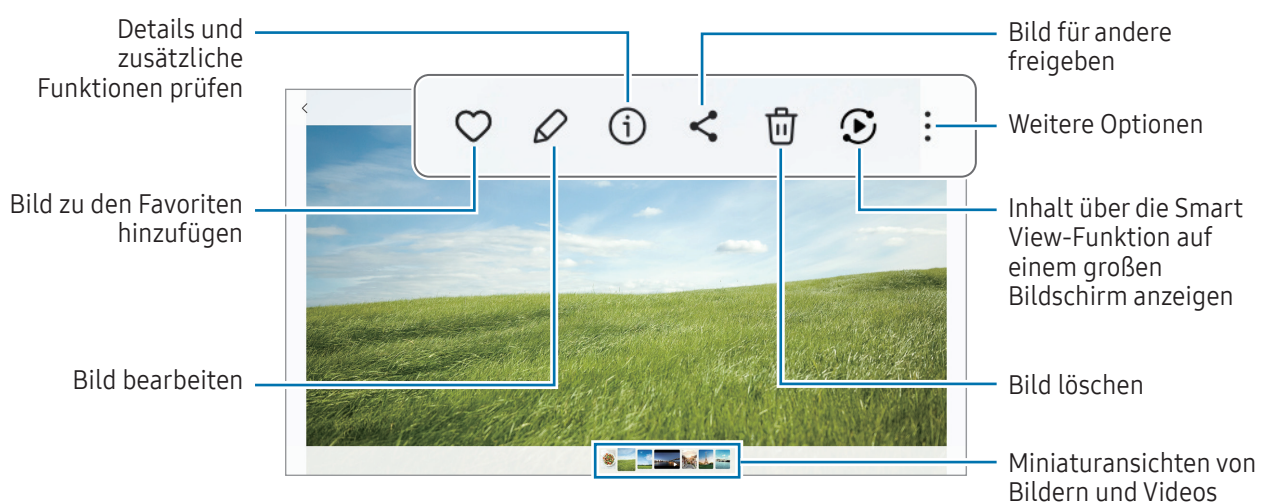 Details und
zusätzliche
Funktionen prüfen
Bild für andere
freigeben
Weitere Optionen
Bild zu den Favoriten
hinzufügen
Inhalt über die Smart
View-Funktion auf
einem großen
Bildschirm anzeigen
Bild bearbeiten
Bild löschen
Miniaturansichten von
Bildern und Videos